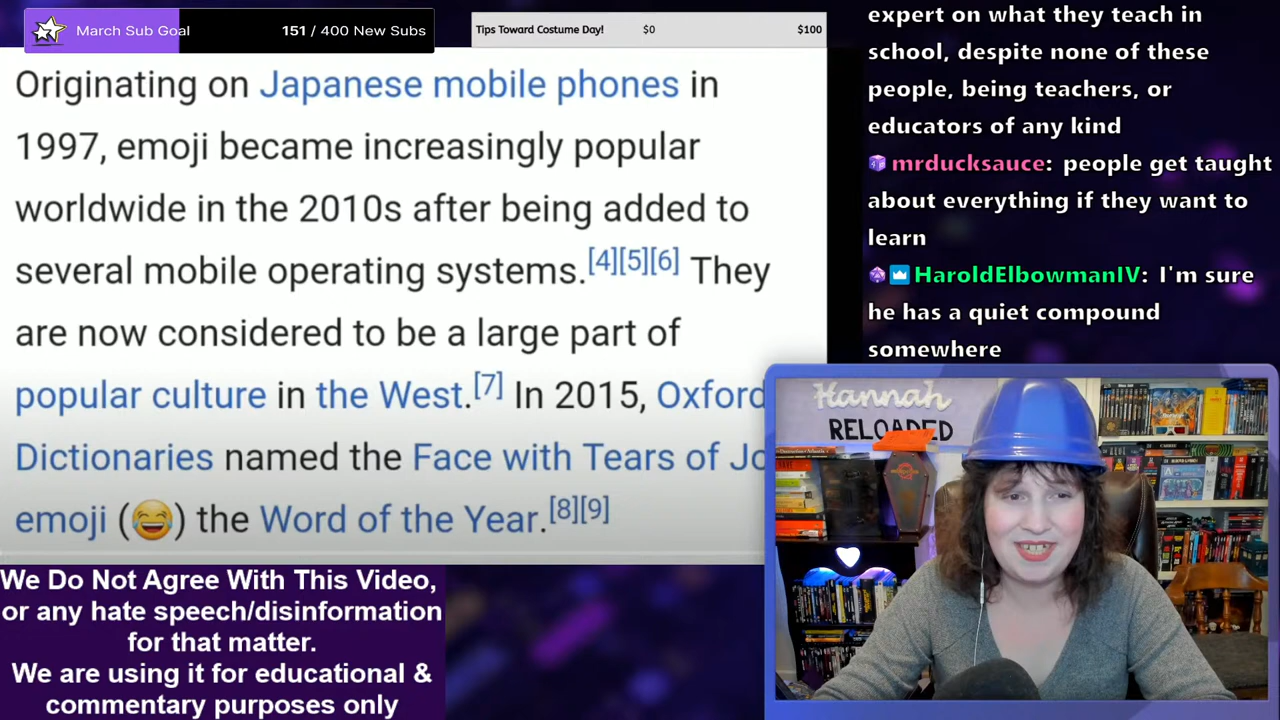 March Sub Goal
151 / 400 New Subs
Tips Toward Costume Day!
$0
$100
Originating on Japanese mobile phones in
1997, emoji became increasingly popular
worldwide in the 2010s after being added to
several mobile operating systems.[4][5][6] They
are now considered to be a large part of
popular culture in the West.[7] In 2015, Oxford
Dictionaries named the Face with Tears of Jo
emoji (😂) the Word of the Year.[8][9]
We Do Not Agree With This Video,
or any hate speech/disinformation
for that matter.
We are using it for educational &
commentary purposes only
expert on what they teach in
school, despite none of these
people, being teachers, or
educators of any kind
mrducksauce: people get taught
about everything if they want to
learn
HaroldElbowmanIV: I'm sure
he has a quiet compound
somewhere
Hannah
RELOADED